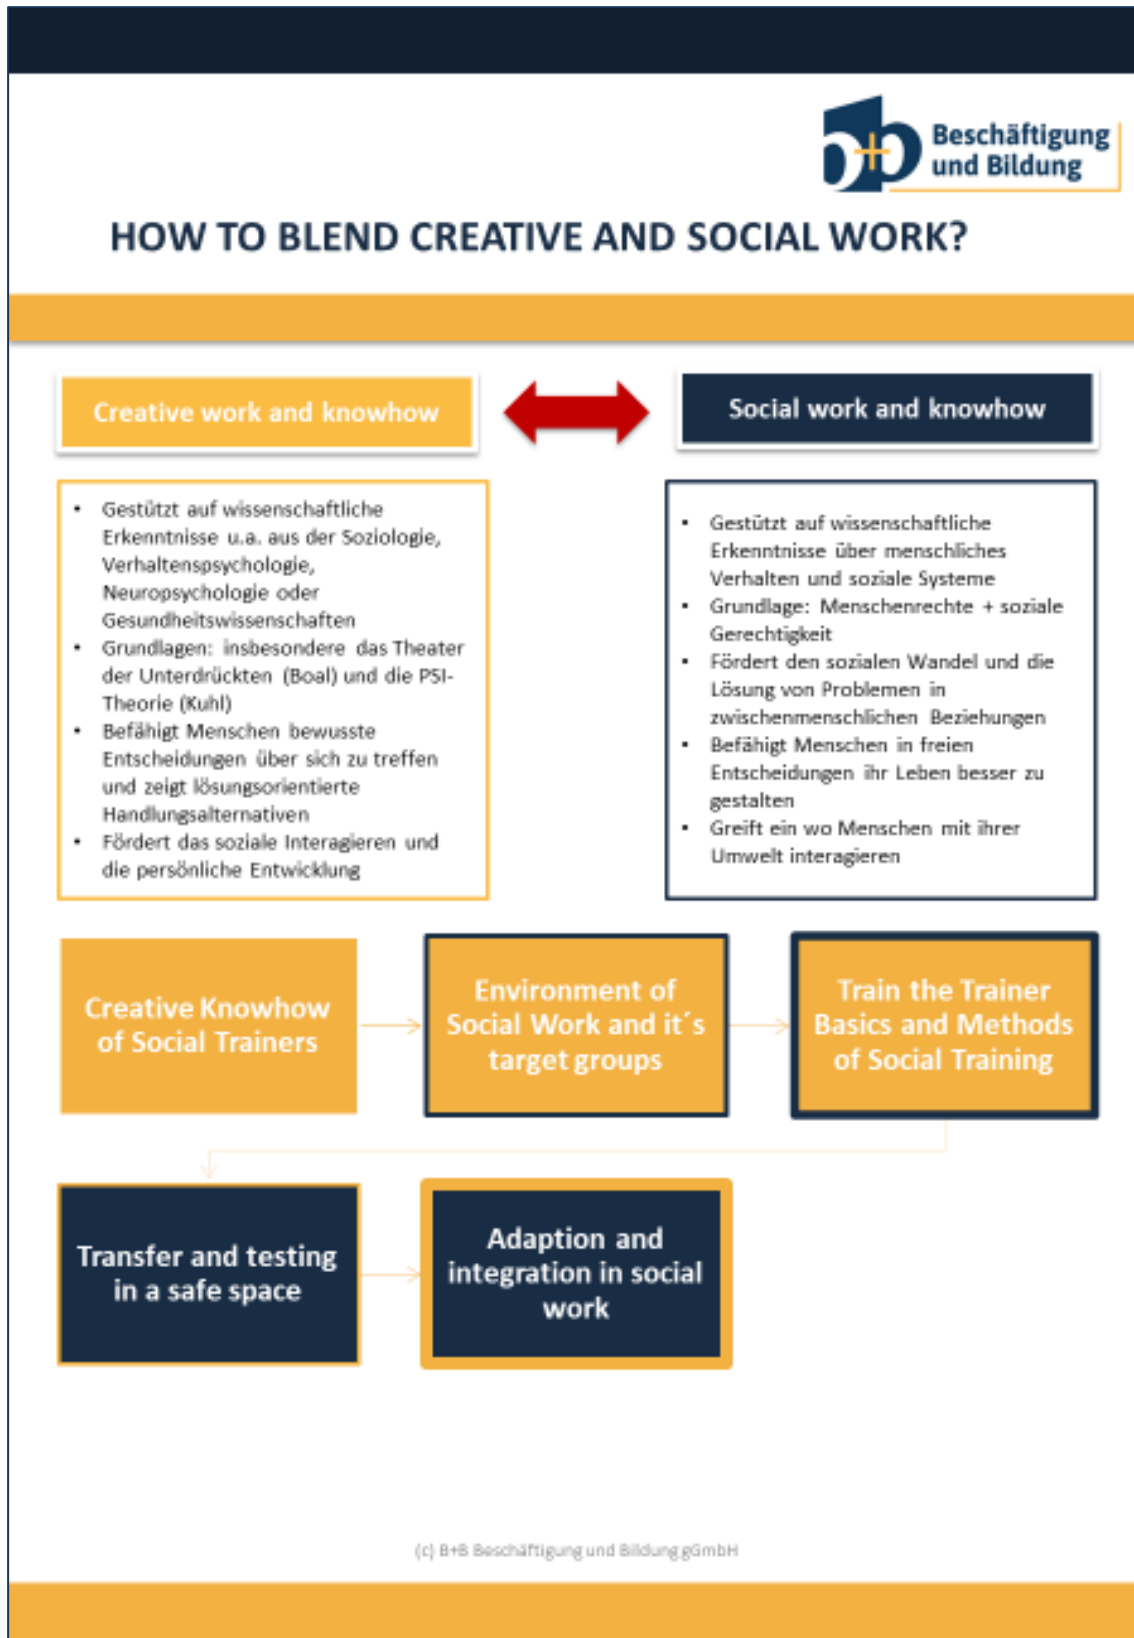 b+b Beschäftigung
und Bildung
HOW TO BLEND CREATIVE AND SOCIAL WORK?
Creative work and knowhow
Social work and knowhow
• Gestützt auf wissenschaftliche
Erkenntnisse u.a. aus der Soziologie,
Verhaltenspsychologie,
Neuropsychologie oder
Gesundheitswissenschaften
• Grundlagen: insbesondere das Theater
der Unterdrückten (Boal) und die PSI-
Theorie (Kuhl)
• Befähigt Menschen bewusste
Entscheidungen über sich zu treffen
und zeigt lösungsorientierte
Handlungsalternativen
• Fördert das soziale Interagieren und
die persönliche Entwicklung
• Gestützt auf wissenschaftliche
Erkenntnisse über menschliches
Verhalten und soziale Systeme
• Grundlage: Menschenrechte + soziale
Gerechtigkeit
• Fördert den sozialen Wandel und die
Lösung von Problemen in
zwischenmenschlichen Beziehungen
• Befähigt Menschen in freien
Entscheidungen ihr Leben besser zu
gestalten
• Greift ein wo Menschen mit ihrer
Umwelt interagieren
Creative Knowhow
of Social Trainers
Environment of
Social Work and it´s
target groups
Train the Trainer
Basics and Methods
of Social Training
Transfer and testing
in a safe space
Adaption and
integration in social
work
(c) B+B Beschäftigung und Bildung gGmbH